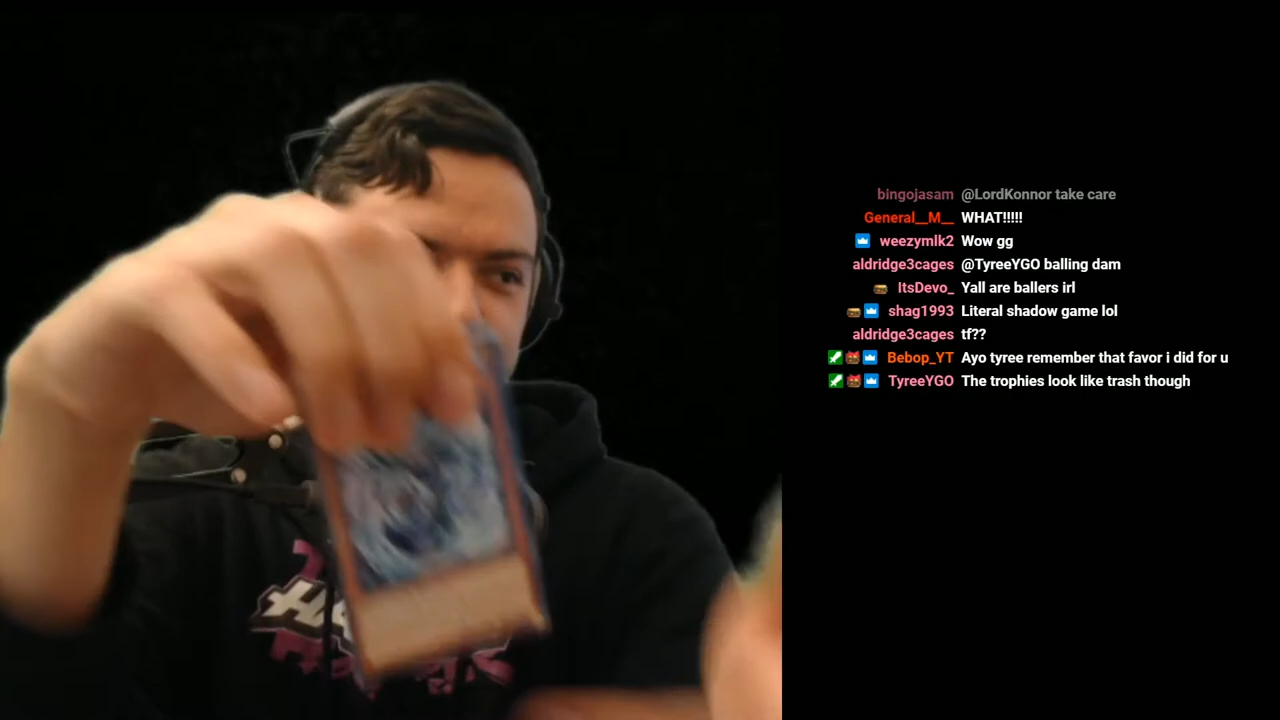 bingojasam @LordKonnor take care
General__M__ WHAT!!!!!
weezymlk2 Wow gg
aldridge3cages @TyreeYGO balling dam
ItsDevo_ Yall are ballers irl
shag1993 Literal shadow game lol
aldridge3cages tf??
Bebop_YT Ayo tyree remember that favor i did for u
TyreeYGO The trophies look like trash though